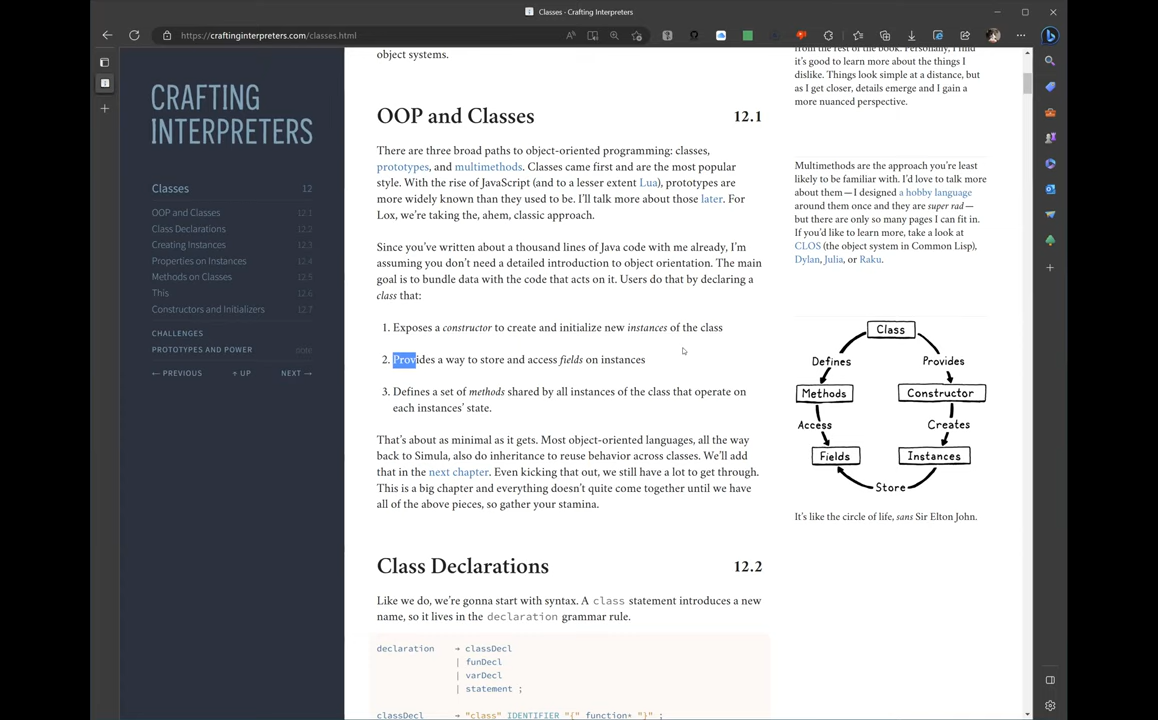 Classes · Crafting Interpreters
https://craftinginterpreters.com/classes.html
CRAFTING
INTERPRETERS
Classes 12
OOP and Classes 12.1
Class Declarations 12.2
Creating Instances 12.3
Properties on Instances 12.4
Methods on Classes 12.5
This 12.6
Constructors and Initializers 12.7
CHALLENGES
PROTOTYPES AND POWER note
← PREVIOUS ↑ UP NEXT →
object systems.
OOP and Classes 12.1
There are three broad paths to object-oriented programming: classes,
prototypes, and multimethods. Classes came first and are the most popular
style. With the rise of JavaScript (and to a lesser extent Lua), prototypes are
more widely known than they used to be. I'll talk more about those later. For
Lox, we're taking the, ahem, classic approach.
Since you've written about a thousand lines of Java code with me already, I'm
assuming you don't need a detailed introduction to object orientation. The main
goal is to bundle data with the code that acts on it. Users do that by declaring a
class that:
1. Exposes a constructor to create and initialize new instances of the class
2. Provides a way to store and access fields on instances
3. Defines a set of methods shared by all instances of the class that operate on
each instances' state.
That's about as minimal as it gets. Most object-oriented languages, all the way
back to Simula, also do inheritance to reuse behavior across classes. We'll add
that in the next chapter. Even kicking that out, we still have a lot to get through.
This is a big chapter and everything doesn't quite come together until we have
all of the above pieces, so gather your stamina.
Class Declarations 12.2
Like we do, we're gonna start with syntax. A class statement introduces a new
name, so it lives in the declaration grammar rule.
declaration → classDecl
| funDecl
| varDecl
| statement ;
classDecl → "class" IDENTIFIER "{" function* "}" ;
from the rest of the book. Personally, I find
it's good to learn more about the things I
dislike. Things look simple at a distance, but
as I get closer, details emerge and I gain a
more nuanced perspective.
Multimethods are the approach you're least
likely to be familiar with. I'd love to talk more
about them—I designed a hobby language
around them once and they are super rad—
but there are only so many pages I can fit in.
If you'd like to learn more, take a look at
CLOS (the object system in Common Lisp),
Dylan, Julia, or Raku.
Class
Defines Provides
Methods Constructor
Access Creates
Fields Instances
Store
It's like the circle of life, sans Sir Elton John.